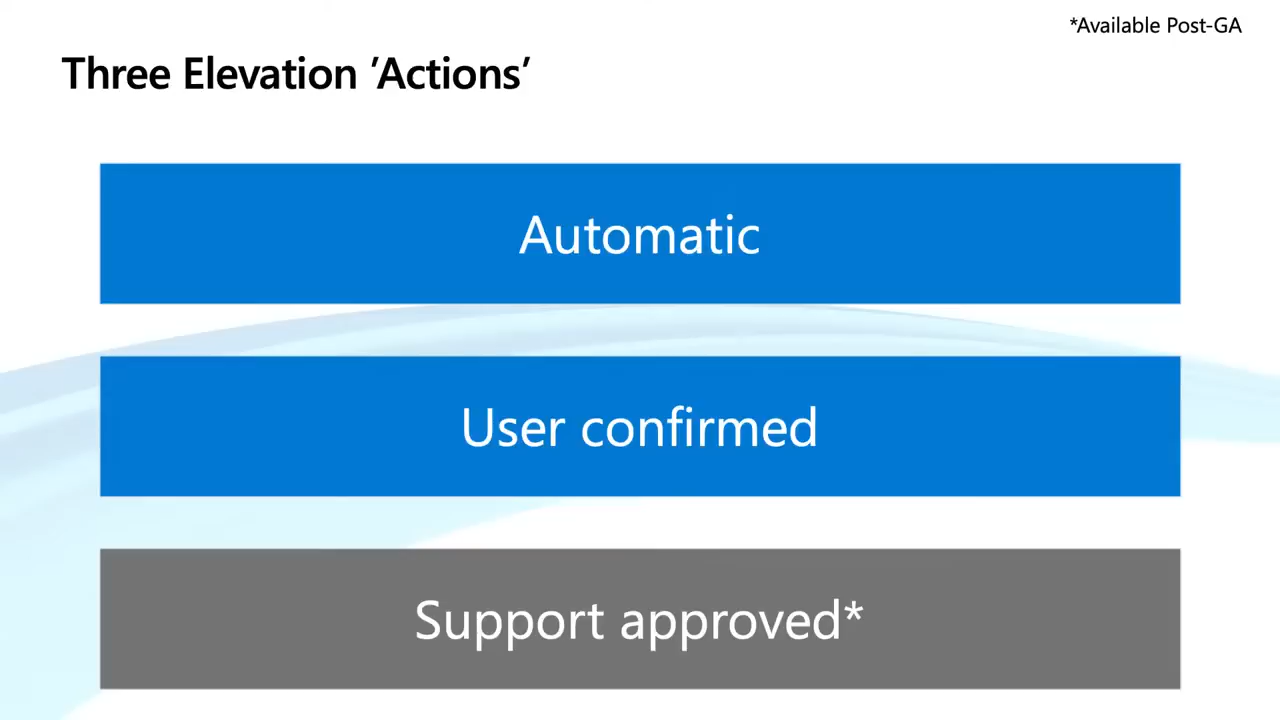 *Available Post-GA
Three Elevation ’Actions’
Automatic
User confirmed
Support approved*